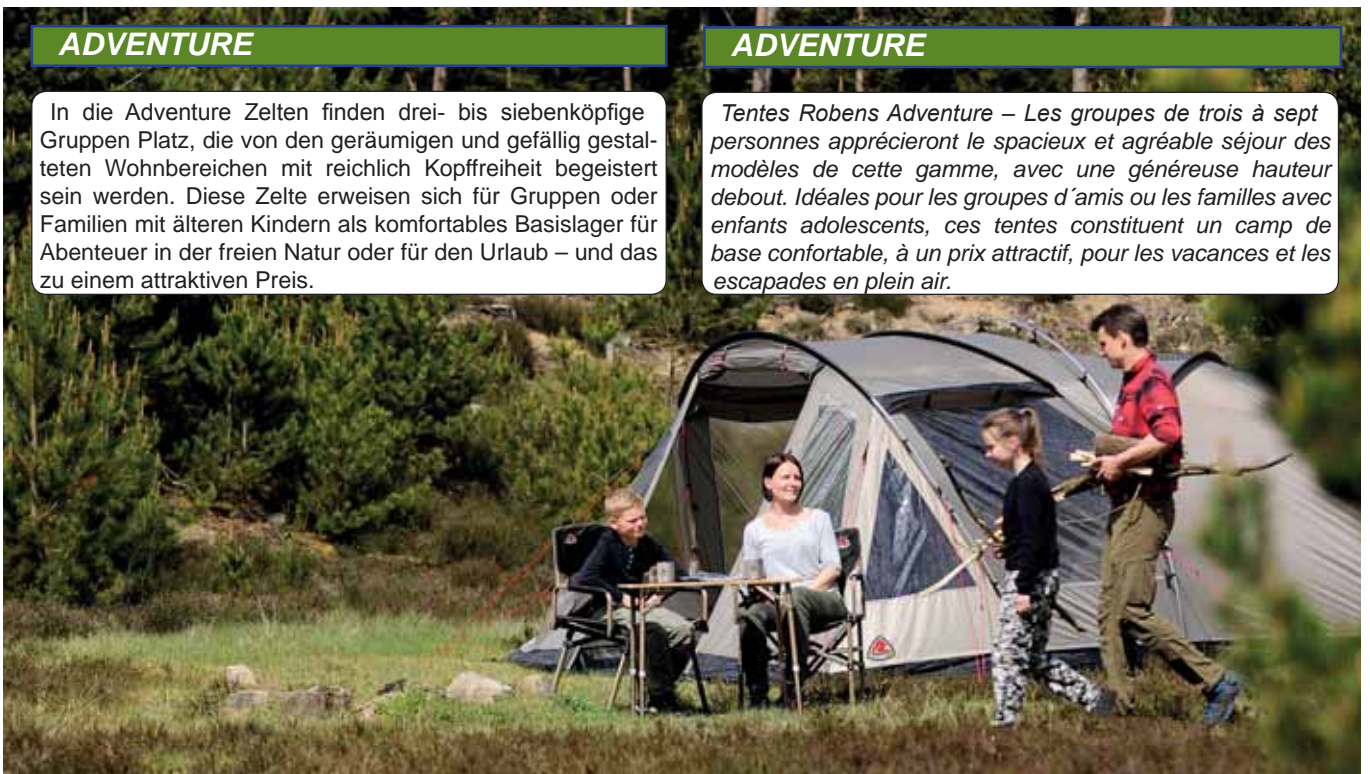 ADVENTURE
In die Adventure Zelten finden drei- bis siebenköpfige
Gruppen Platz, die von den geräumigen und gefällig gestal-
teten Wohnbereichen mit reichlich Kopffreiheit begeistert
sein werden. Diese Zelte erweisen sich für Gruppen oder
Familien mit älteren Kindern als komfortables Basislager für
Abenteuer in der freien Natur oder für den Urlaub – und das
zu einem attraktiven Preis.
ADVENTURE
Tentes Robens Adventure – Les groupes de trois à sept
personnes apprécieront le spacieux et agréable séjour des
modèles de cette gamme, avec une généreuse hauteur
debout. Idéales pour les groupes d´amis ou les familles avec
enfants adolescents, ces tentes constituent un camp de
base confortable, à un prix attractif, pour les vacances et les
escapades en plein air.